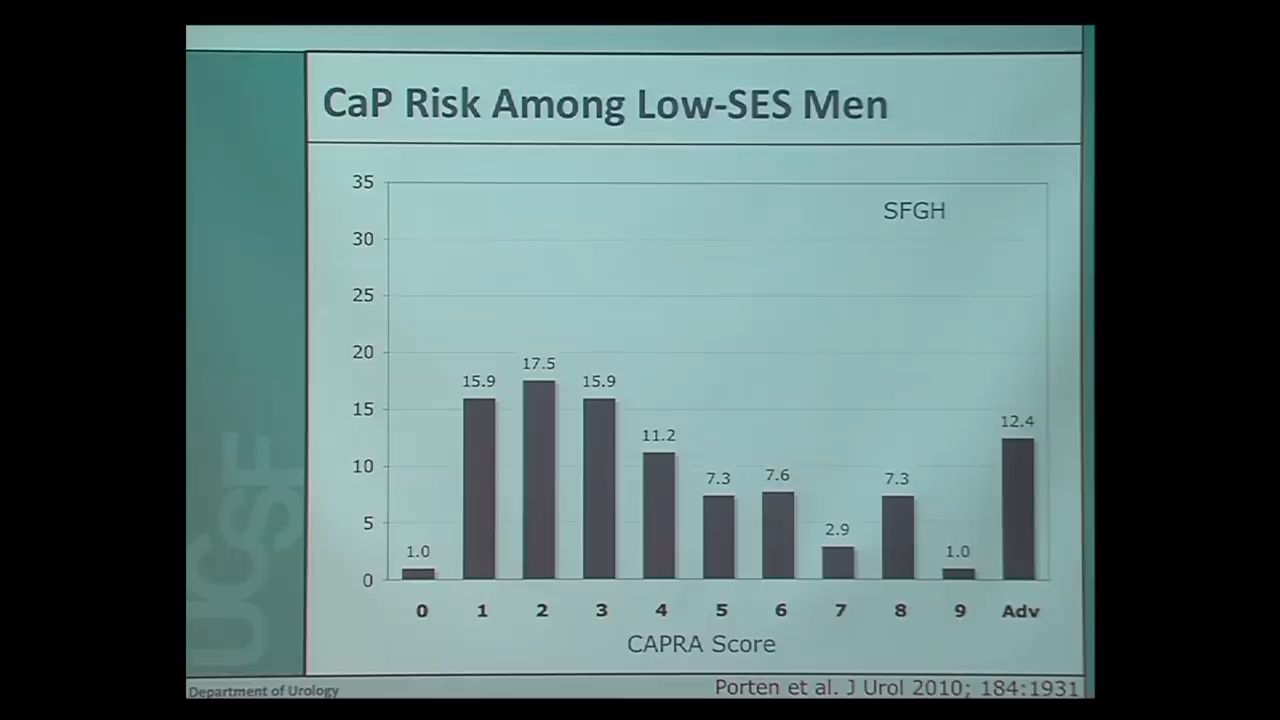 CaP Risk Among Low-SES Men
SFGH
35
30
25
20
15
10
5
0
1.0
15.9
17.5
15.9
11.2
7.3
7.6
2.9
7.3
1.0
12.4
0 1 2 3 4 5 6 7 8 9 Adv
CAPRA Score
UCSF
Department of Urology
Porten et al. J Urol 2010; 184:1931